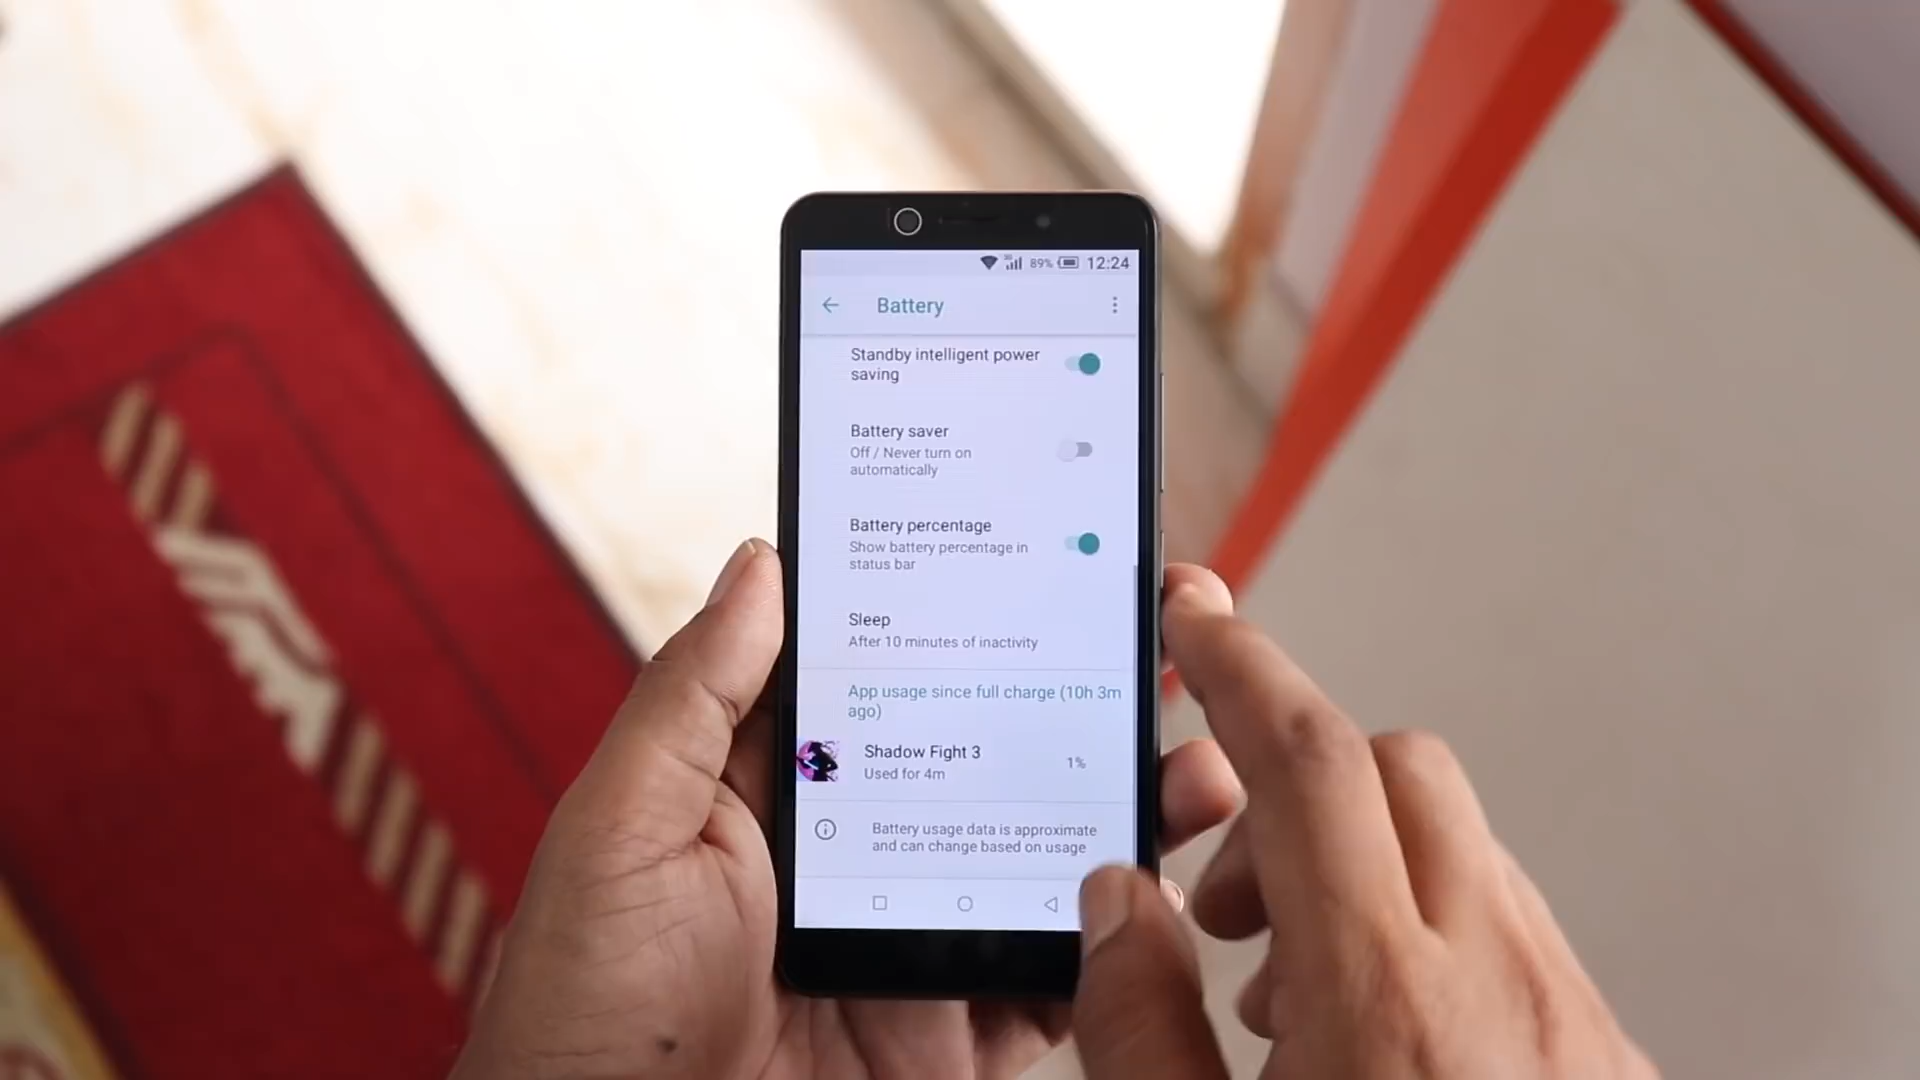 89% 12:24
Battery
Standby intelligent power
saving
Battery saver
Off / Never turn on
automatically
Battery percentage
Show battery percentage in
status bar
Sleep
After 10 minutes of inactivity
App usage since full charge (10h 3m
ago)
Shadow Fight 3
Used for 4m
1%
Battery usage data is approximate
and can change based on usage